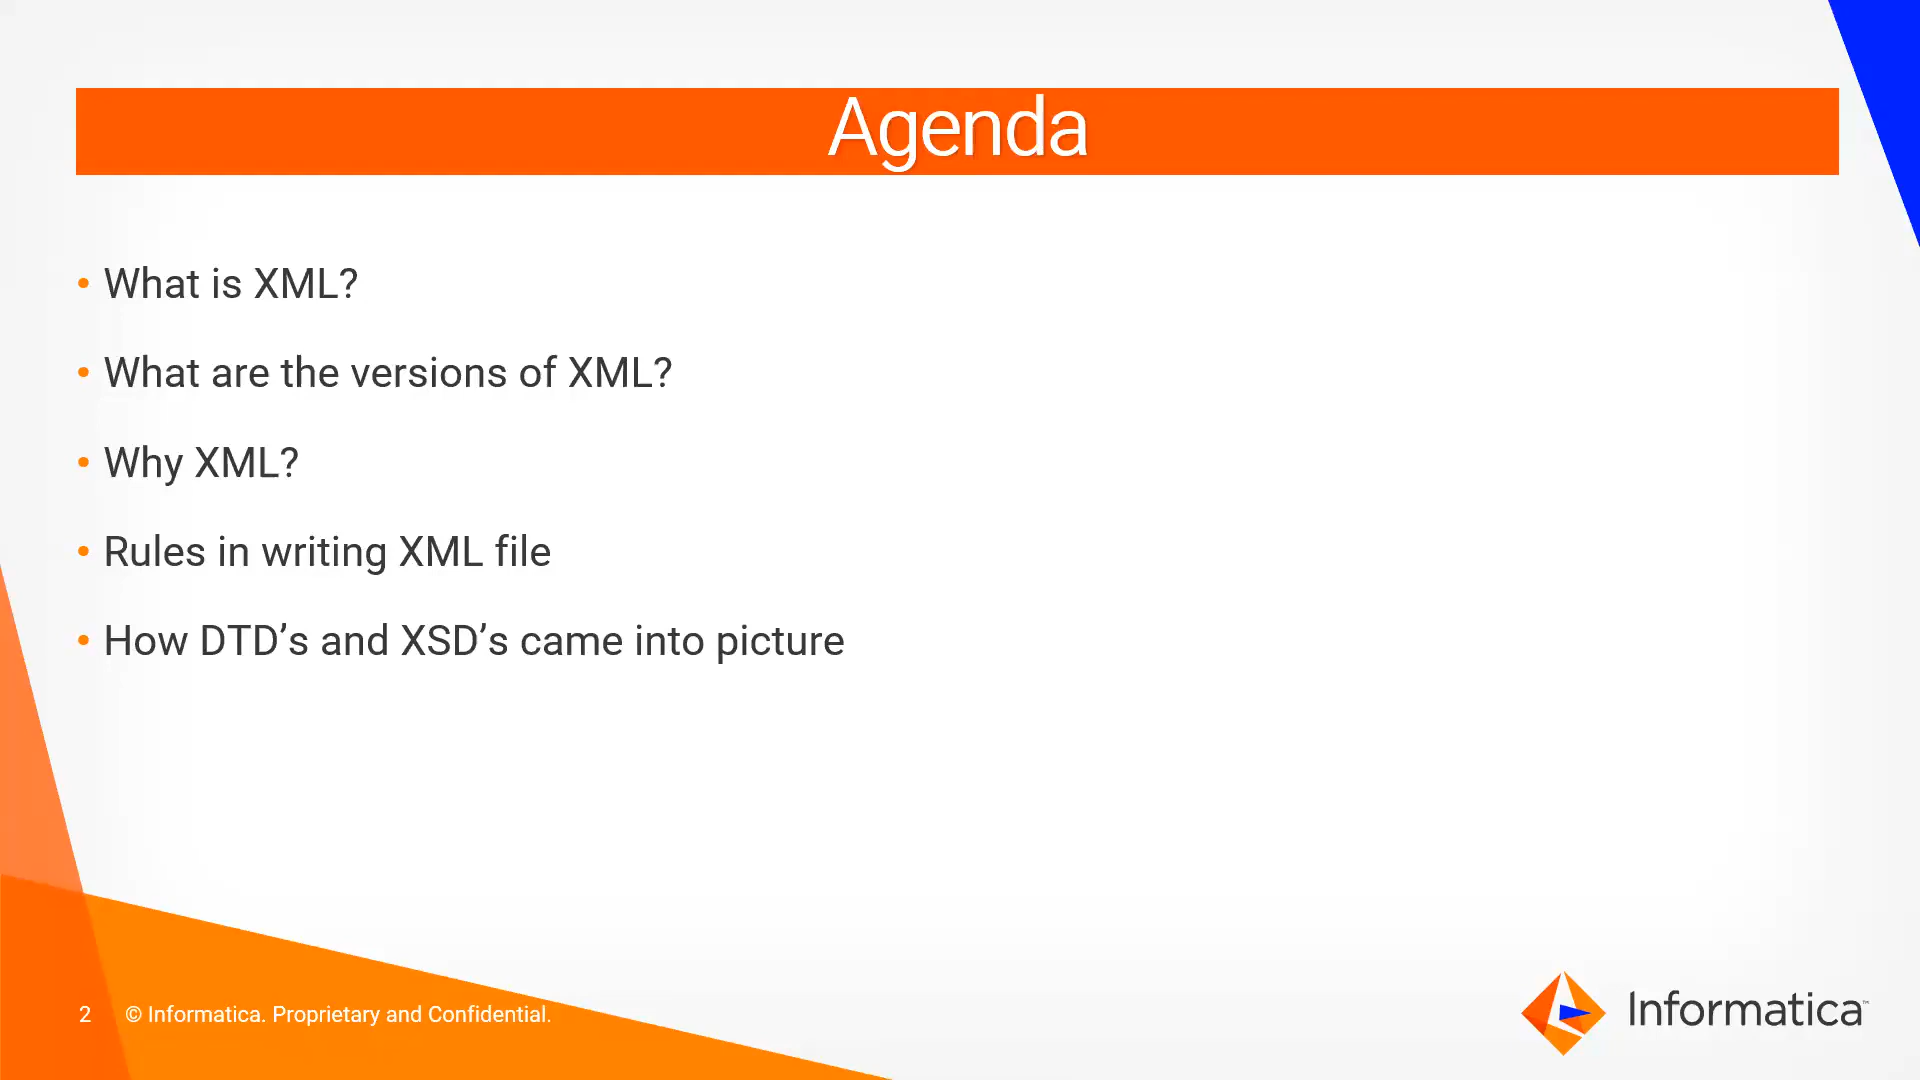 Agenda
• What is XML?
• What are the versions of XML?
• Why XML?
• Rules in writing XML file
• How DTD’s and XSD’s came into picture
2 © Informatica. Proprietary and Confidential.
Informatica™